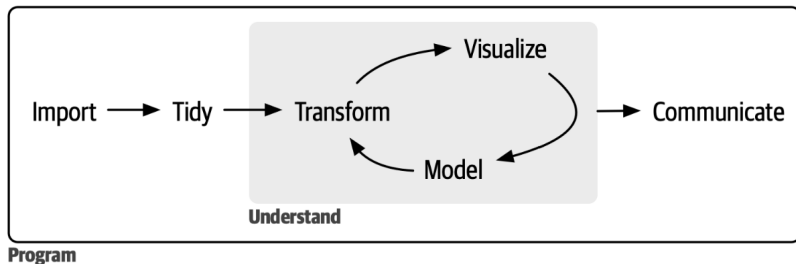 Visualize
Import
Tidy
Transform
Communicate
Model
Understand
Program